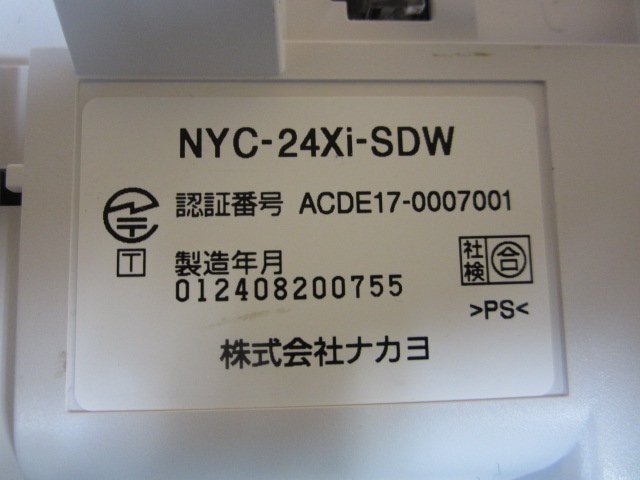 NYC-24Xi-SDW
認証番号 ACDE17-0007001
T
製造年月
012408200755
社検 合
>PS<
株式会社ナカヨ